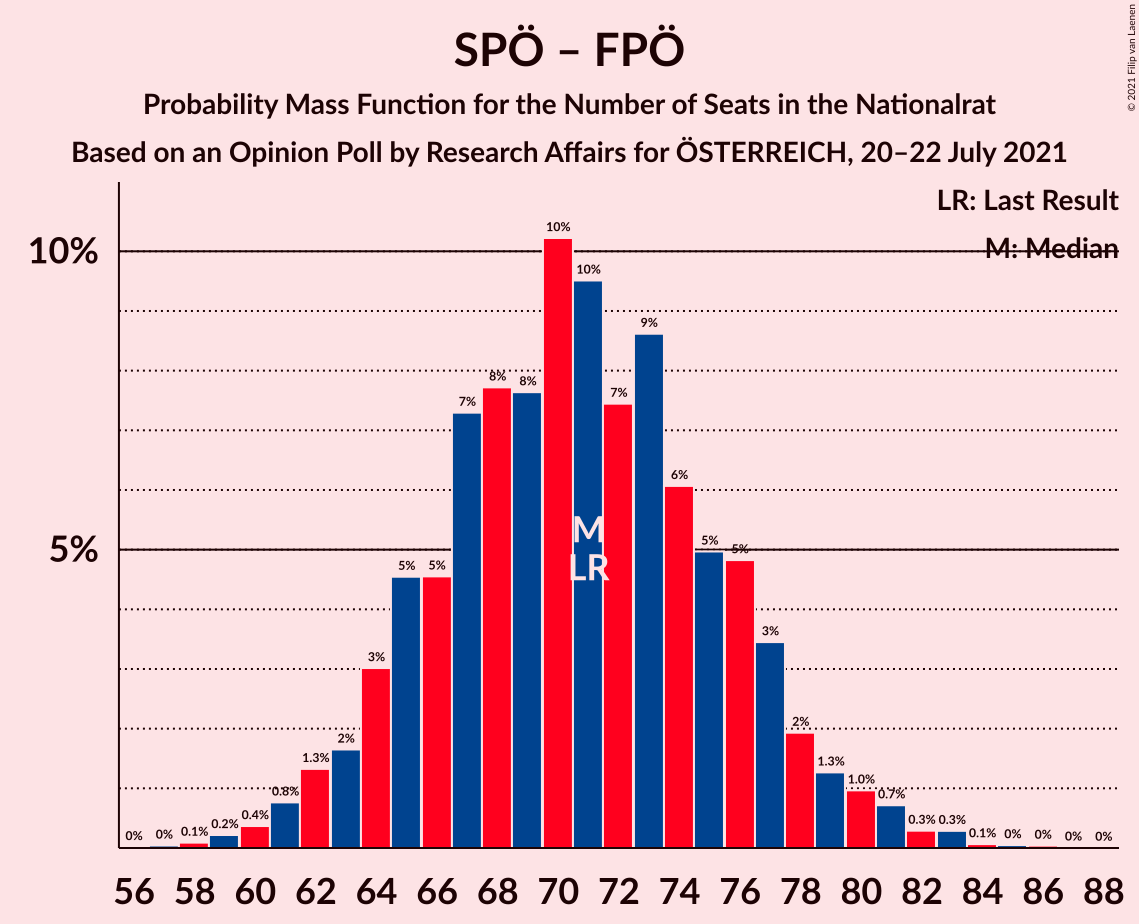 SPÖ – FPÖ
Probability Mass Function for the Number of Seats in the Nationalrat
Based on an Opinion Poll by Research Affairs for ÖSTERREICH, 20–22 July 2021
© 2021 Filip van Laenen
LR: Last Result
M: Median
10%
5%
0% 0% 0.1% 0.2% 0.4% 0.8% 1.3% 2% 3% 5% 5% 7% 8% 8% 10% 10% 7% 9% 6% 5% 5% 3% 2% 1.3% 1.0% 0.7% 0.3% 0.3% 0.1% 0% 0% 0% 0%
M
LR
56 58 60 62 64 66 68 70 72 74 76 78 80 82 84 86 88